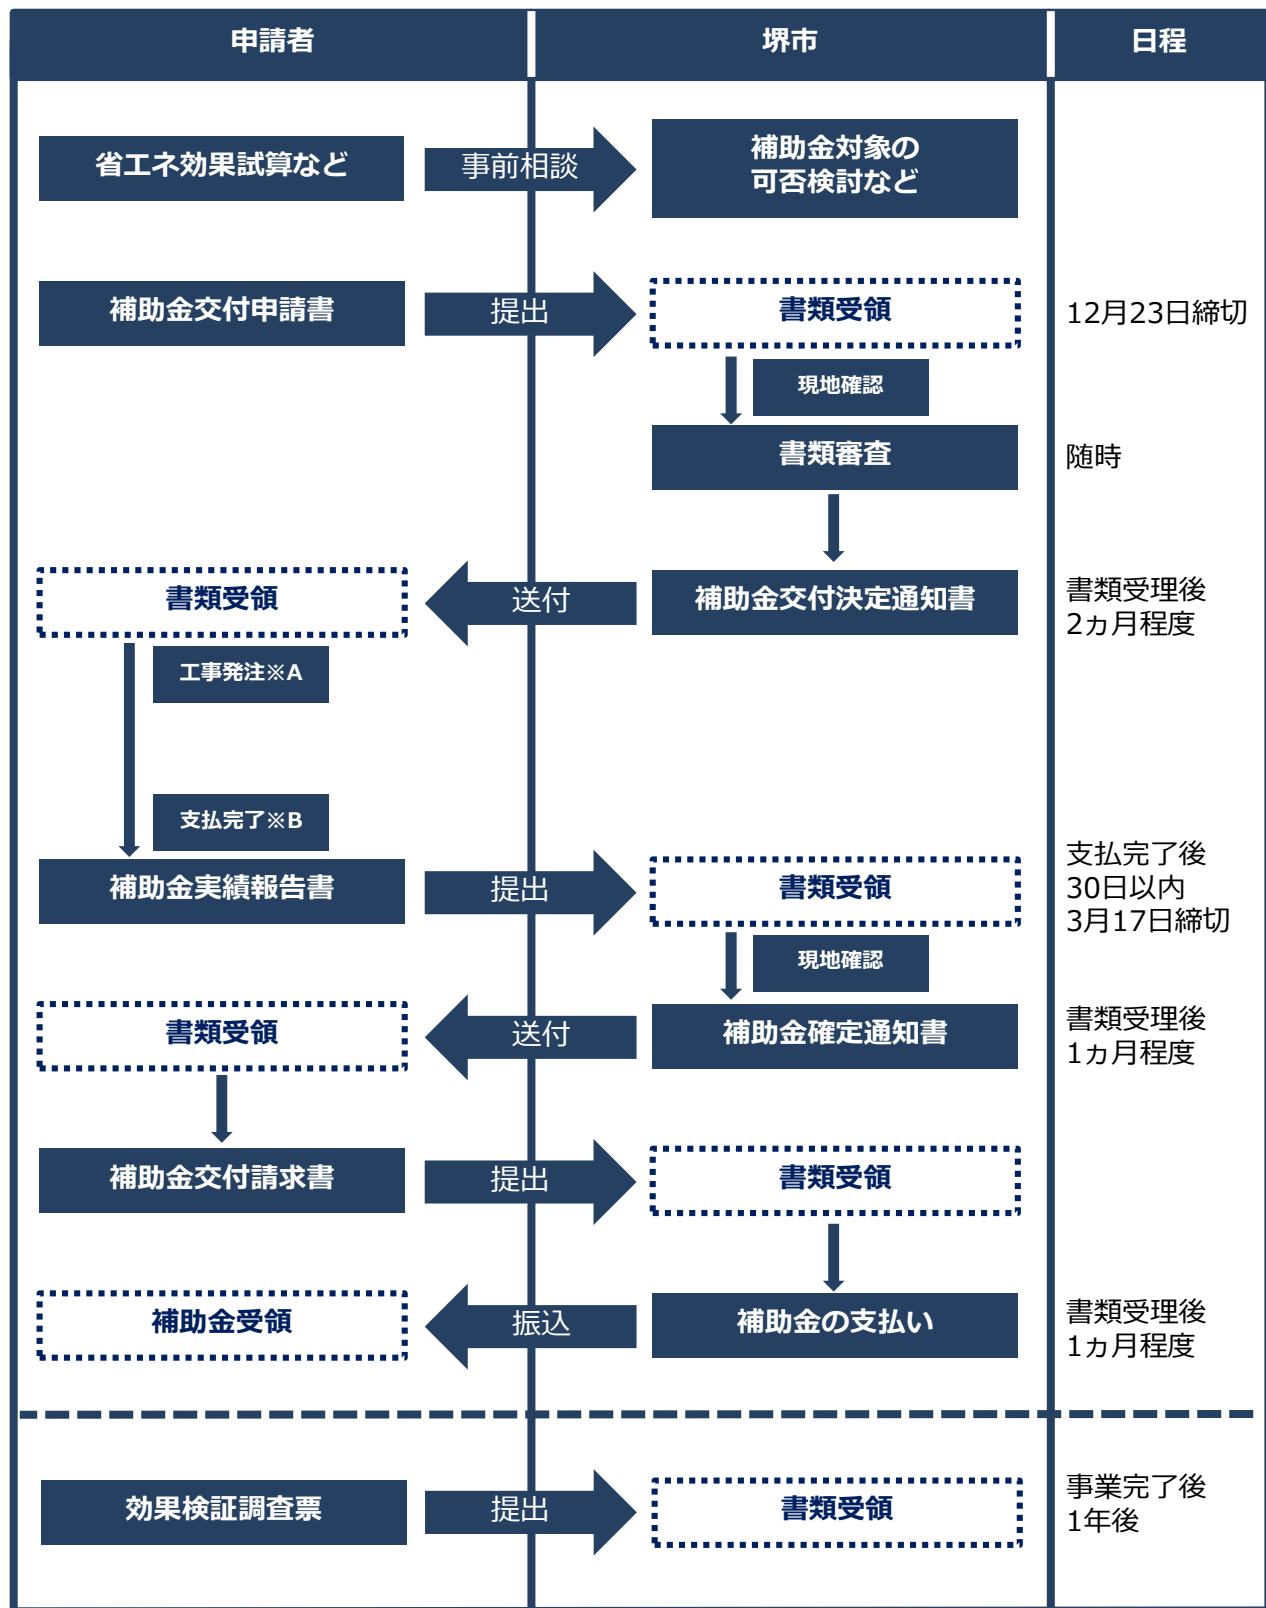 申請者
堺市
日程
省エネ効果試算など
事前相談
補助金対象の
可否検討など
補助金交付申請書
提出
書類受領
12月23日締切
現地確認
書類審査
随時
書類受領
送付
補助金交付決定通知書
書類受理後
2ヵ月程度
工事発注※A
支払完了※B
補助金実績報告書
提出
書類受領
支払完了後
30日以内
3月17日締切
現地確認
書類受領
送付
補助金確定通知書
書類受理後
1ヵ月程度
補助金交付請求書
提出
書類受領
補助金受領
振込
補助金の支払い
書類受理後
1ヵ月程度
効果検証調査票
提出
書類受領
事業完了後
1年後